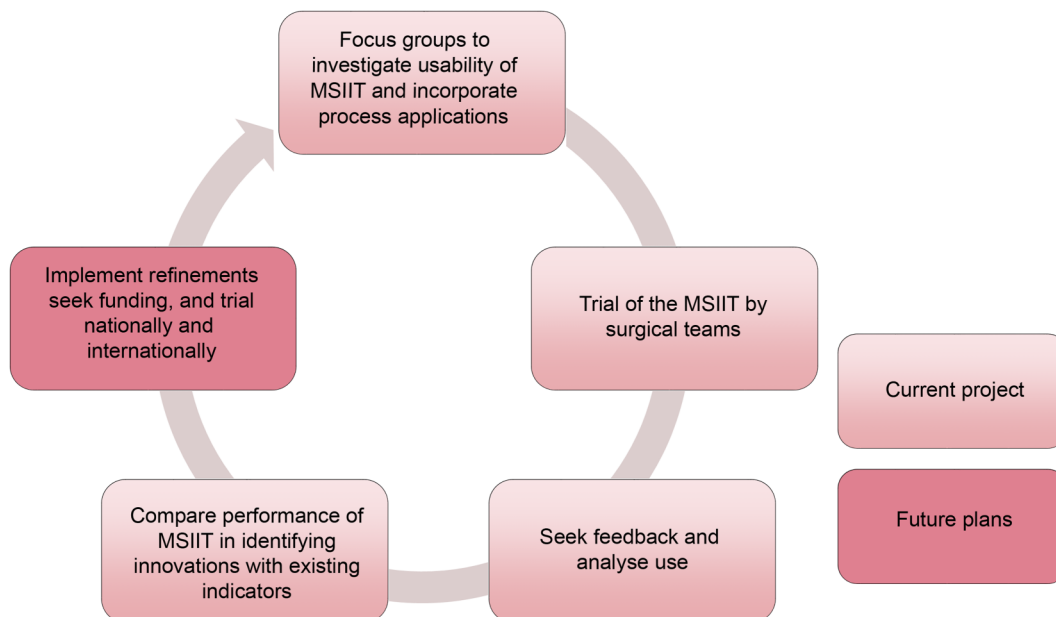 Focus groups to
investigate usability of
MSIIT and incorporate
process applications
Trial of the MSIIT by
surgical teams
Seek feedback and
analyse use
Compare performance of
MSIIT in identifying
innovations with existing
indicators
Implement refinements
seek funding, and trial
nationally and
internationally
Current project
Future plans